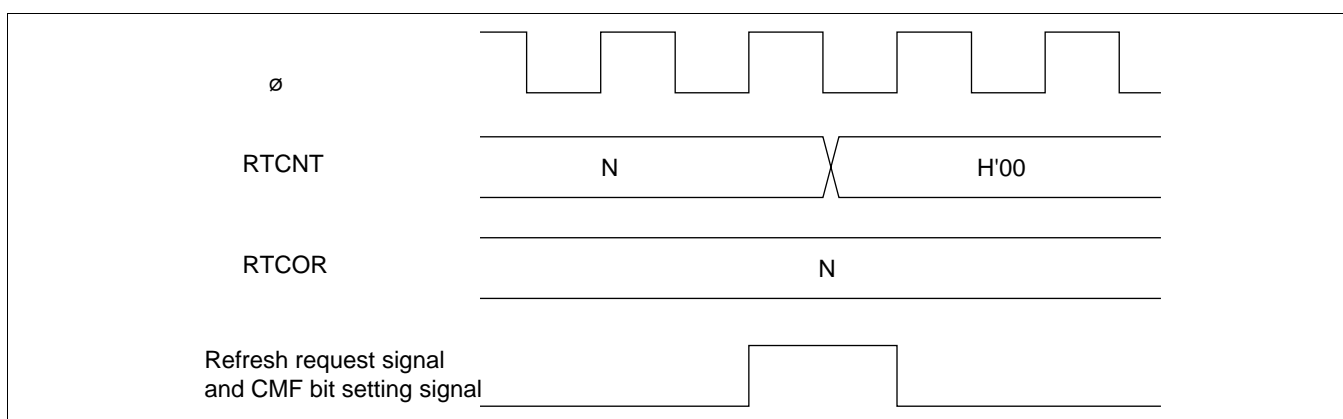 ø
RTCNT
N
H'00
RTCOR
N
Refresh request signal
and CMF bit setting signal